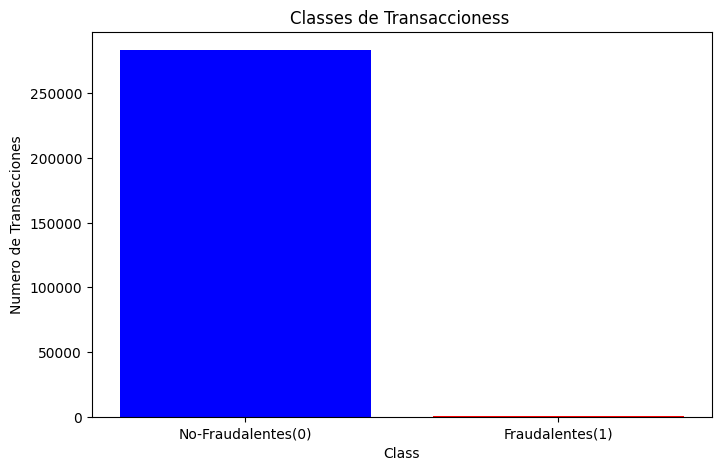 Classes de Transaccioness
Numero de Transacciones
250000
200000
150000
100000
50000
0
No-Fraudalentes(0)
Fraudalentes(1)
Class